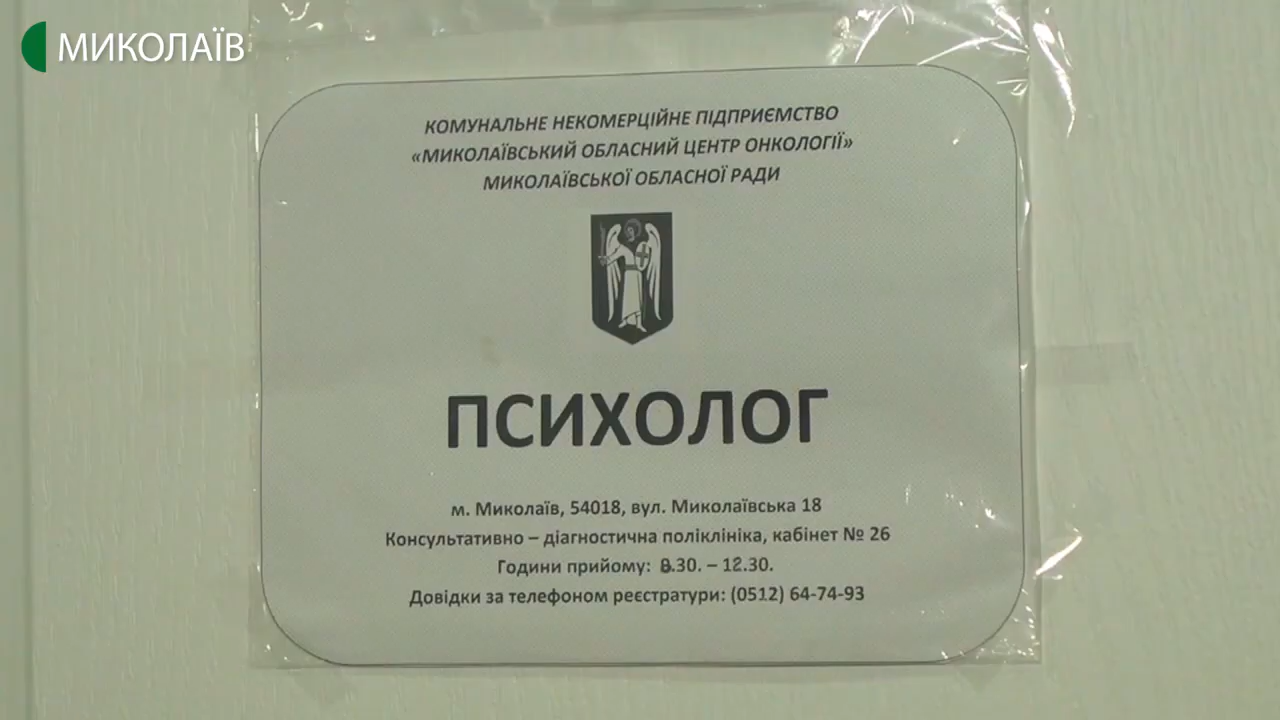 МИКОЛАЇВ
КОМУНАЛЬНЕ НЕКОМЕРЦІЙНЕ ПІДПРИЄМСТВО
«МИКОЛАЇВСЬКИЙ ОБЛАСНИЙ ЦЕНТР ОНКОЛОГІЇ»
МИКОЛАЇВСЬКОЇ ОБЛАСНОЇ РАДИ
ПСИХОЛОГ
м. Миколаїв, 54018, вул. Миколаївська 18
Консультативно – діагностична поліклініка, кабінет № 26
Години прийому: 8.30. – 12.30.
Довідки за телефоном реєстратури: (0512) 64-74-93